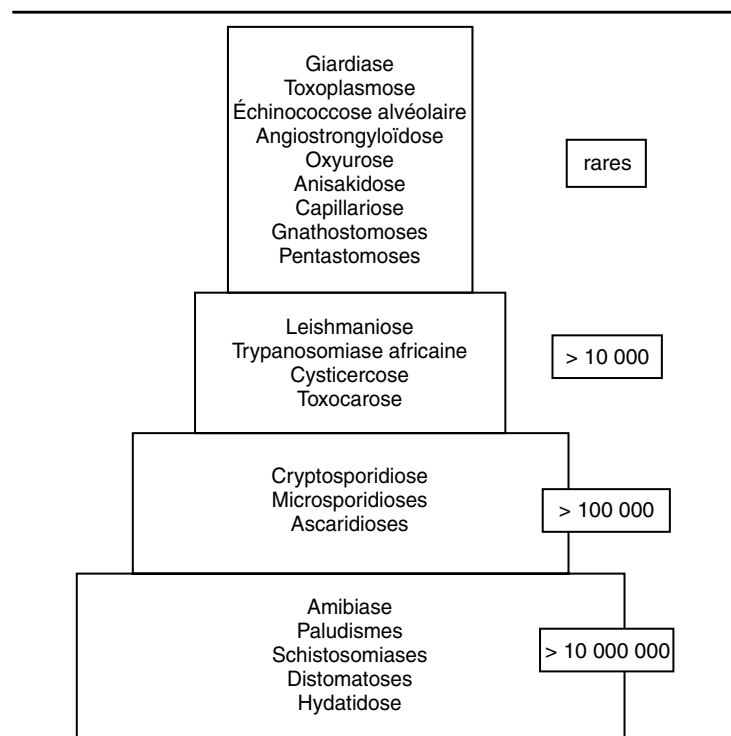 Giardiase
Toxoplasmose
Échinococcose alvéolaire
Angiostrongyloïdose
Oxyurose
Anisakidose
Capillariose
Gnathostomoses
Pentastomoses
rares
Leishmaniose
Trypanosomiase africaine
Cysticercose
Toxocarose
> 10 000
Cryptosporidiose
Microsporidioses
Ascaridioses
> 100 000
Amibiase
Paludismes
Schistosomiases
Distomatoses
Hydatidose
> 10 000 000